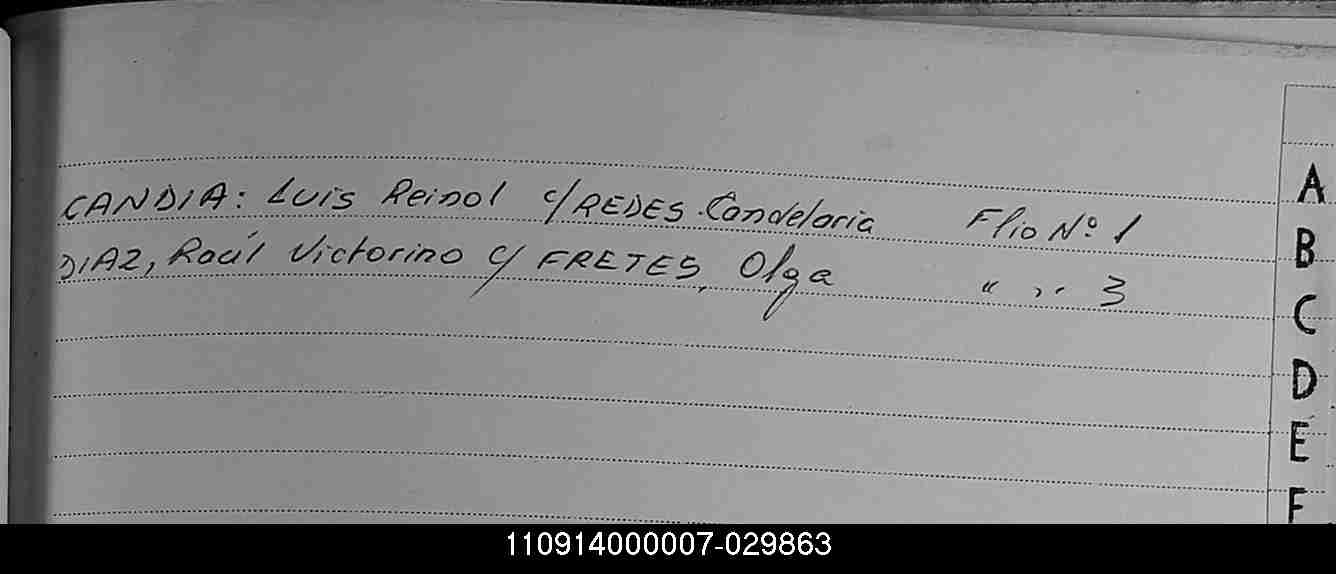 CANDIA: Luis Reinol c/ REDES. Candelaria Flio Nº 1
DIAZ, Raúl Victorino c/ FRETES, Olga " " 3
A
B
C
D
E
F
110914000007-029863